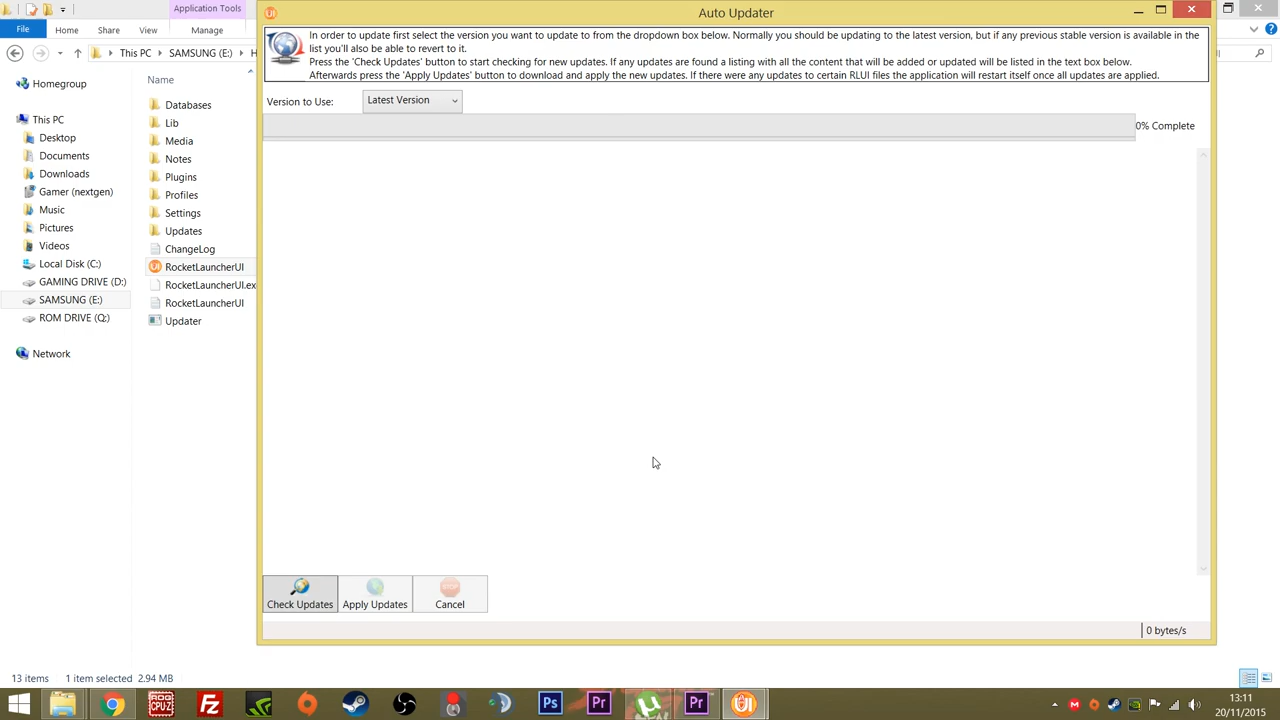 Application Tools
Auto Updater
File
Home
Share
View
Manage
This PC
SAMSUNG (E:)
In order to update first select the version you want to update to from the dropdown box below. Normally you should be updating to the latest version, but if any previous stable version is available in the
list you'll also be able to revert to it.
Press the 'Check Updates' button to start checking for new updates. If any updates are found a listing with all the content that will be added or updated will be listed in the text box below.
Afterwards press the 'Apply Updates' button to download and apply the new updates. If there were any updates to certain RLUI files the application will restart itself once all updates are applied.
Version to Use:
Latest Version
0% Complete
Homegroup
This PC
Desktop
Documents
Downloads
Gamer (nextgen)
Music
Pictures
Videos
Local Disk (C:)
GAMING DRIVE (D:)
SAMSUNG (E:)
ROM DRIVE (Q:)
Network
Name
Databases
Lib
Media
Notes
Plugins
Profiles
Settings
Updates
ChangeLog
RocketLauncherUI
RocketLauncherUI.ex
RocketLauncherUI
Updater
Check Updates
Apply Updates
STOP
Cancel
0 bytes/s
13 items
1 item selected 2.94 MB
CPU-Z
Fz
Ps
Pr
Pr
UI
13:11
20/11/2015